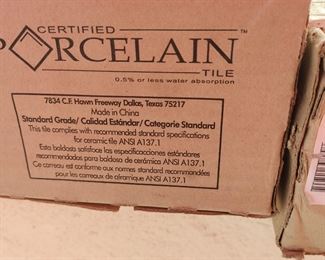 CERTIFIED
PORCELAIN™
TILE
0.5% or less water absorption
7834 C.F. Hawn Freeway Dallas, Texas 75217
Made in China
Standard Grade/ Calidad Estándar/ Categorie Standard
This tile complies with recommended standard specifications
for ceramic tile ANSI A137.1
Esta baldosa satisface las especificaciones estándares
recomendadas para baldosa de cerámica ANSI A137.1
Ce carreau est conforme aux normes standard recommandées
pour les carreaux de céramique ANSI A137.1